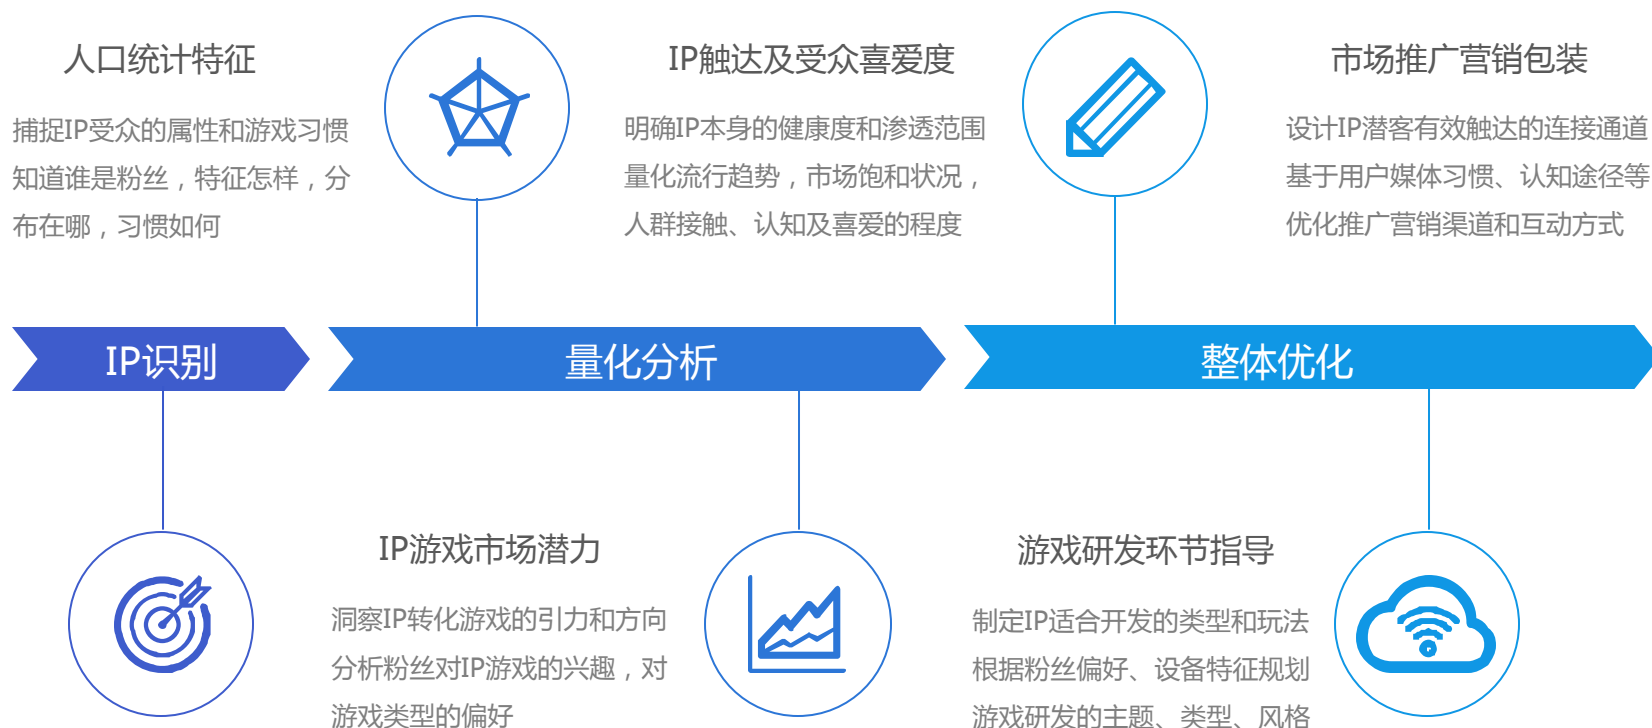 人口统计特征
捕捉IP受众的属性和游戏习惯
知道谁是粉丝，特征怎样，分
布在哪，习惯如何
IP触达及受众喜爱度
明确IP本身的健康度和渗透范围
量化流行趋势，市场饱和状况，
人群接触、认知及喜爱的程度
市场推广营销包装
设计IP潜客有效触达的连接通道
基于用户媒体习惯、认知途径等
优化推广营销渠道和互动方式
IP识别
量化分析
整体优化
IP游戏市场潜力
洞察IP转化游戏的引力和方向
分析粉丝对IP游戏的兴趣，对
游戏类型的偏好
游戏研发环节指导
制定IP适合开发的类型和玩法
根据粉丝偏好、设备特征规划
游戏研发的主题、类型、风格